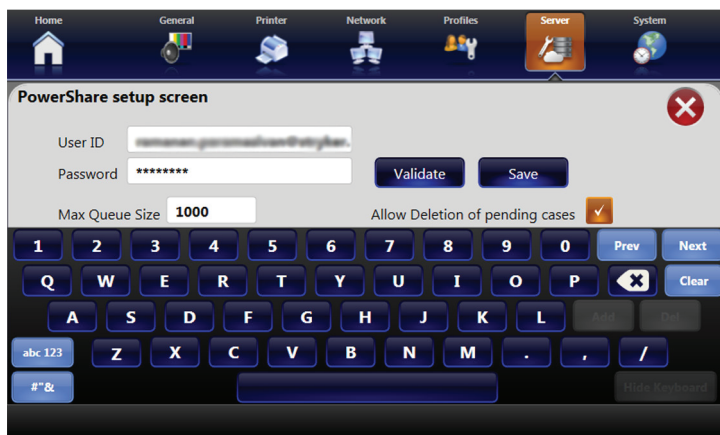 Home General Printer Network Profiles Server System
PowerShare setup screen
User ID
Password ********
Validate Save
Max Queue Size 1000 Allow Deletion of pending cases
1 2 3 4 5 6 7 8 9 0 Prev Next
Q W E R T Y U I O P Clear
A S D F G H J K L Add Del
abc 123 Z X C V B N M . , /
#"& Hide Keyboard